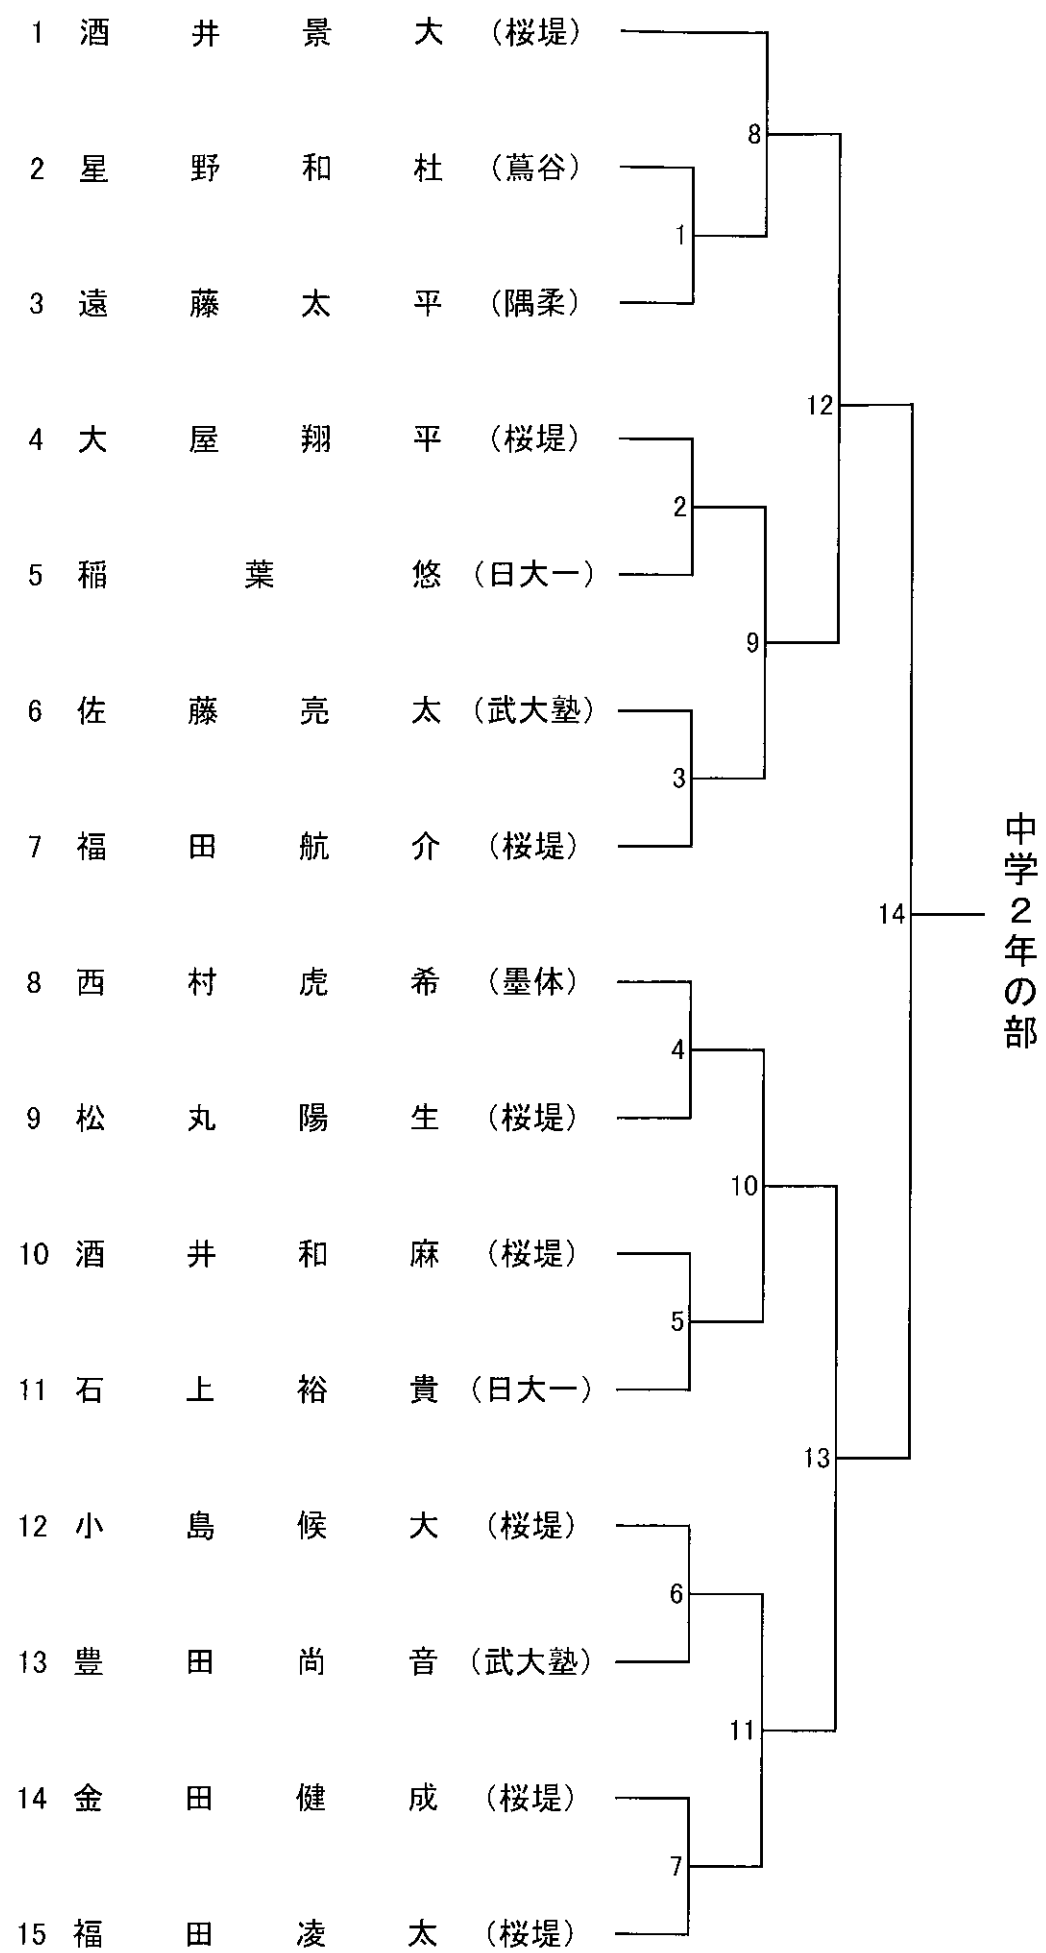 1 酒井景大 (桜堤)
8
2 星野和杜 (蔦谷)
1
3 遠藤太平 (隅柔)
12
4 大屋翔平 (桜堤)
2
5 稲葉悠 (日大一)
9
6 佐藤亮太 (武大塾)
3
7 福田航介 (桜堤)
中学2年の部
14
8 西村虎希 (墨体)
4
9 松丸陽生 (桜堤)
10
10 酒井和麻 (桜堤)
5
11 石上裕貴 (日大一)
13
12 小島候大 (桜堤)
6
13 豊田尚音 (武大塾)
11
14 金田健成 (桜堤)
7
15 福田凌太 (桜堤)